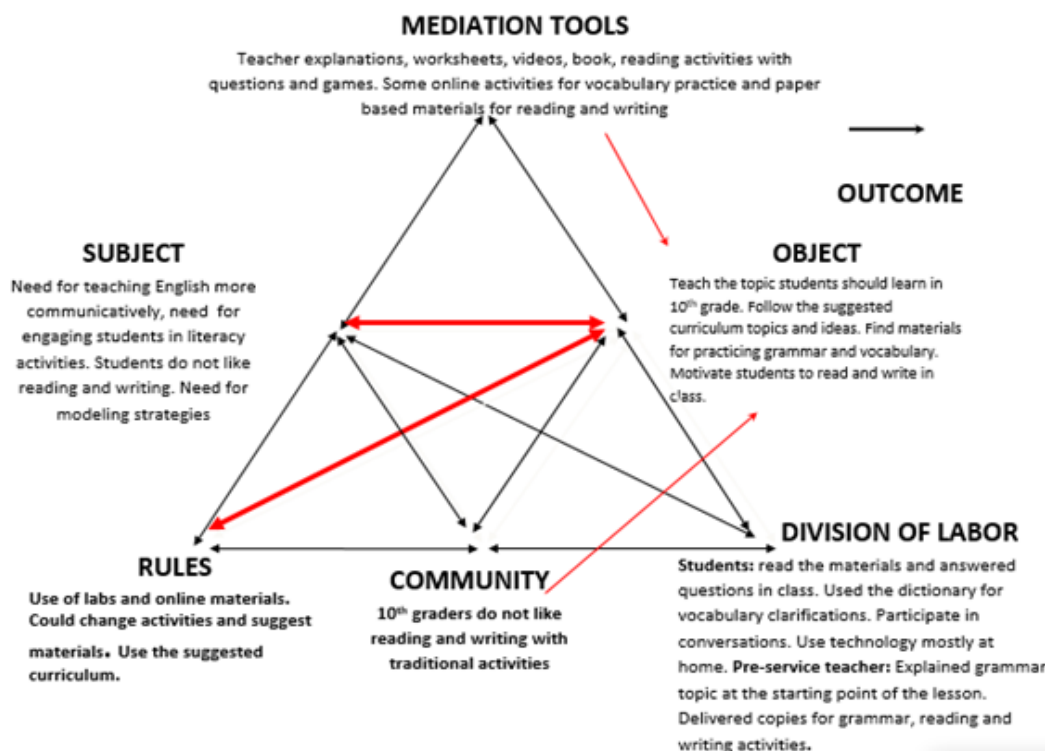 MEDIATION TOOLS
Teacher explanations, worksheets, videos, book, reading activities with
questions and games. Some online activities for vocabulary practice and paper
based materials for reading and writing
OUTCOME
SUBJECT
Need for teaching English more
communicatively, need for
engaging students in literacy
activities. Students do not like
reading and writing. Need for
modeling strategies
OBJECT
Teach the topic students should learn in
10th grade. Follow the suggested
curriculum topics and ideas. Find materials
for practicing grammar and vocabulary.
Motivate students to read and write in
class.
RULES
Use of labs and online materials.
Could change activities and suggest
materials. Use the suggested
curriculum.
COMMUNITY
10th graders do not like
reading and writing with
traditional activities
DIVISION OF LABOR
Students: read the materials and answered
questions in class. Used the dictionary for
vocabulary clarifications. Participate in
conversations. Use technology mostly at
home. Pre-service teacher: Explained grammar
topic at the starting point of the lesson.
Delivered copies for grammar, reading and
writing activities.